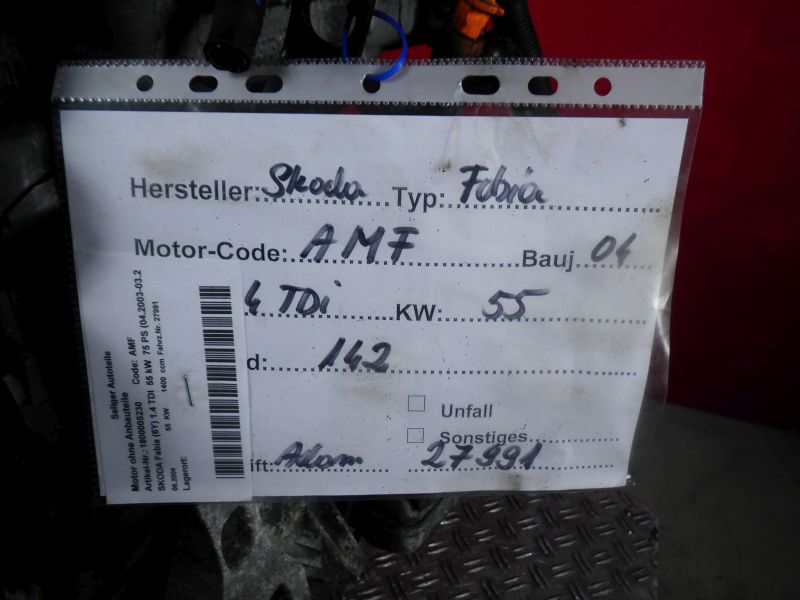 Hersteller: Skoda Typ: Fabia
Motor-Code: AMF Bauj 04
4 TDi KW: 55
d: 142
Unfall
Sonstiges
ift: Adam 27991
Seliger Autoteile
Motor ohne Anbauteile Code: AMF
Artikel-Nr.: 1800005230
SKODA Fabia (6Y) 1.4 TDI 55 kW 75 PS (04.2003-03.2
55 KW 1400 ccm Fahrz.Nr. 27991
06.2004
Lagerort: